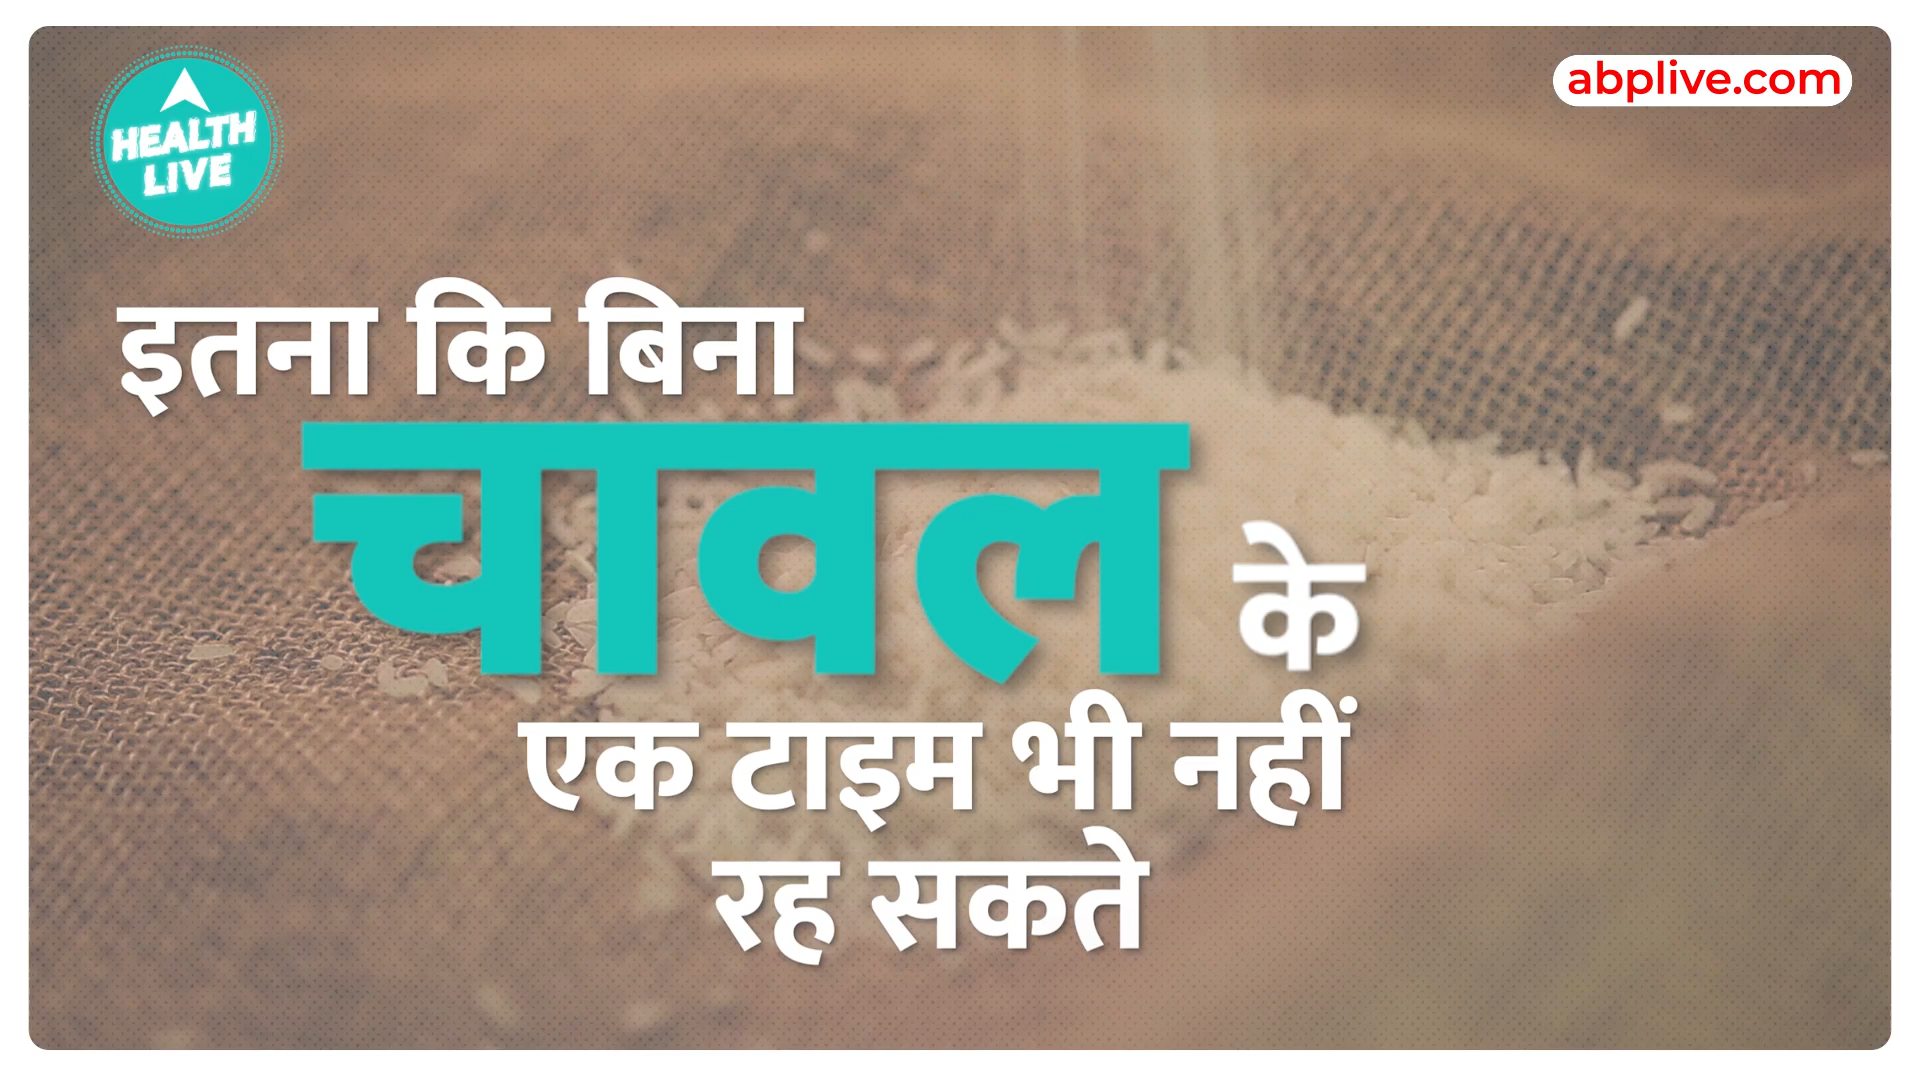 HEALTH
LIVE
abplive.com
इतना कि बिना
चावल के
एक टाइम भी नहीं
रह सकते